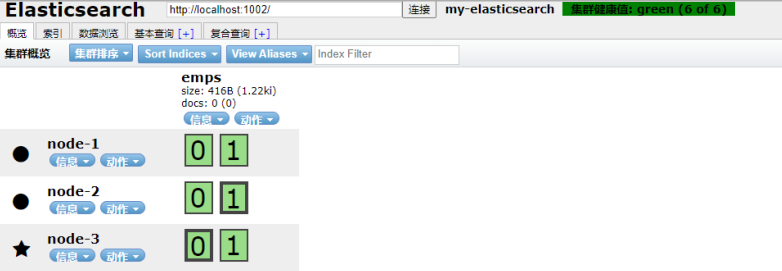 Elasticsearch http://localhost:1002/ 连接 my-elasticsearch 集群健康值: green (6 of 6)
概览 索引 数据浏览 基本查询 [+] 复合查询 [+]
集群概览 集群排序 Sort Indices View Aliases Index Filter
emps
size: 416B (1.22ki)
docs: 0 (0)
信息 动作
node-1 0 1
信息 动作
node-2 0 1
信息 动作
node-3 0 1
信息 动作